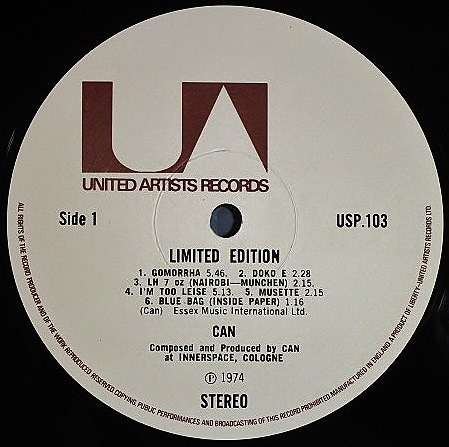 UA
UNITED ARTISTS RECORDS
Side 1
USP.103
LIMITED EDITION
1. GOMORRHA 5.46. 2. DOKO E 2.28
3. LH 7 oz (NAIROBI—MUNCHEN) 2.15.
4. I'M TOO LEISE 5.13. 5. MUSETTE 2.15
6. BLUE BAG (INSIDE PAPER) 1.16
(Can) Essex Music International Ltd.
CAN
Composed and Produced by CAN
at INNERSPACE, COLOGNE
Ⓟ 1974
STEREO
ALL RIGHTS OF THE RECORD PRODUCER AND OF THE WORK REPRODUCED RESERVED. COPYING, PUBLIC PERFORMANCES AND BROADCASTING OF THIS RECORD PROHIBITED. MANUFACTURED IN ENGLAND. A PRODUCT OF LIBERTY—UNITED ARTISTS RECORDS LTD.